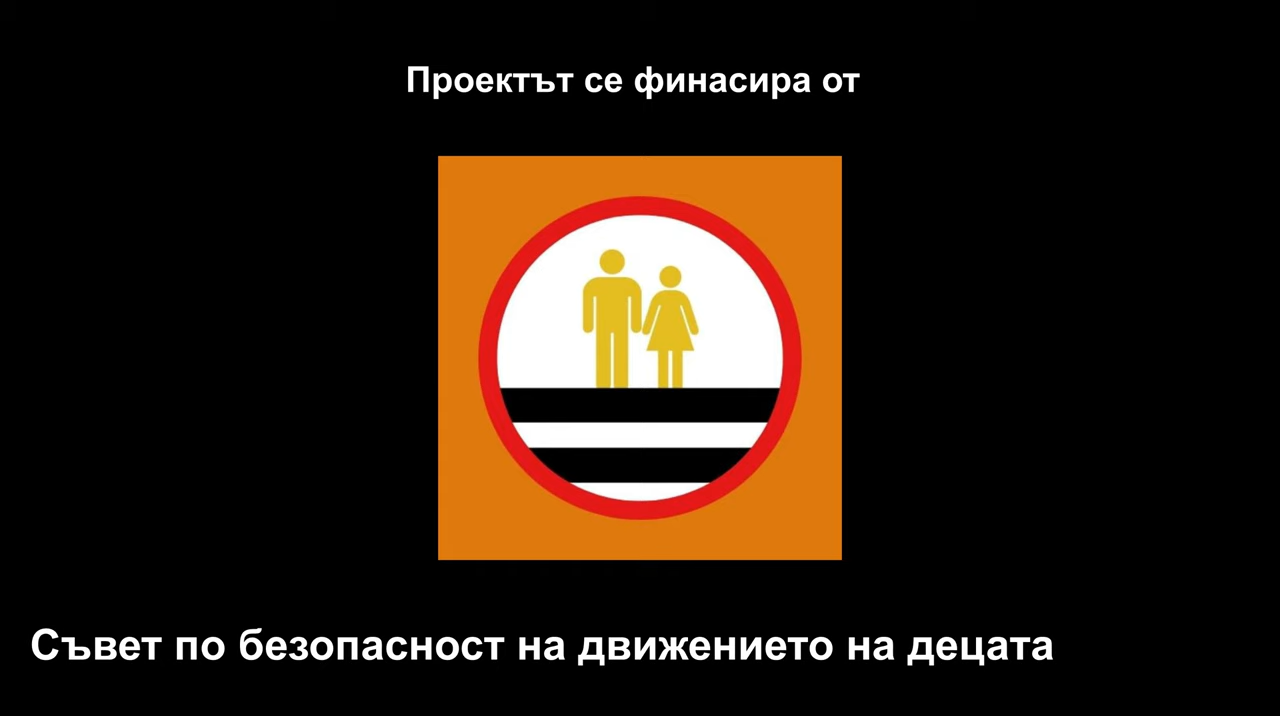 Проектът се финасира от
Съвет по безопасност на движението на децата